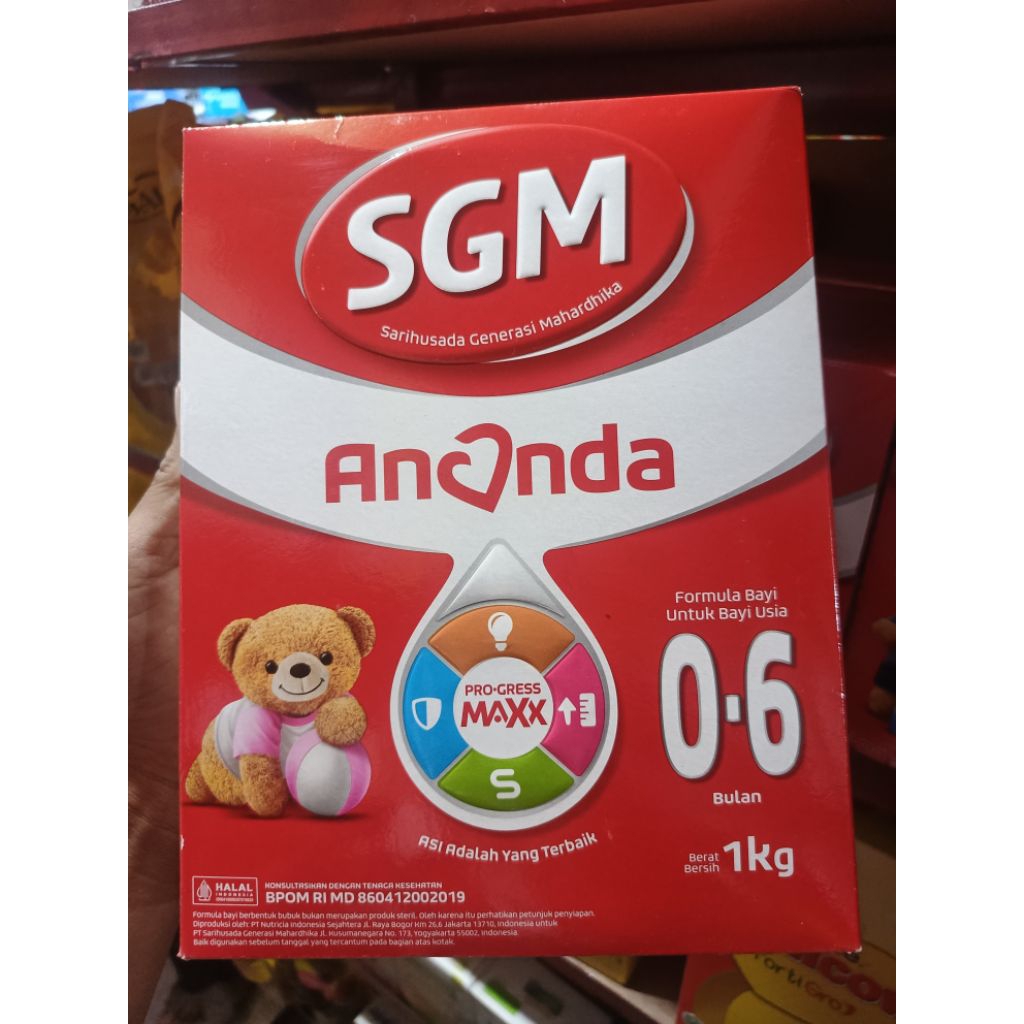 SGM
Sarihusada Generasi Mahardhika
Ananda
Formula Bayi
Untuk Bayi Usia
0-6
Bulan
PRO-GRESS
MAXX
S
ASI Adalah Yang Terbaik
Berat
Bersih
1kg
HALAL
INDONESIA
KONSULTASIKAN DENGAN TENAGA KESEHATAN
BPOM RI MD 860412002019
Formula bayi berbentuk bubuk bukan merupakan produk steril. Oleh karena itu perhatikan petunjuk penyiapan.
Diproduksi oleh: PT Nutricia Indonesia Sejahtera Jl. Raya Bogor Km 26,6 Jakarta 13710, Indonesia untuk
PT Sarihusada Generasi Mahardhika Jl. Kusumanegara No. 173, Yogyakarta 55002, Indonesia.
Baik digunakan sebelum tanggal yang tercantum pada bagian atas kotak.